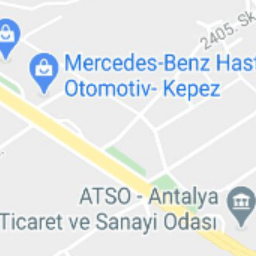 2405. Sk
Mercedes-Benz Hast
Otomotiv- Kepez
ATSO - Antalya
Ticaret ve Sanayi Odası